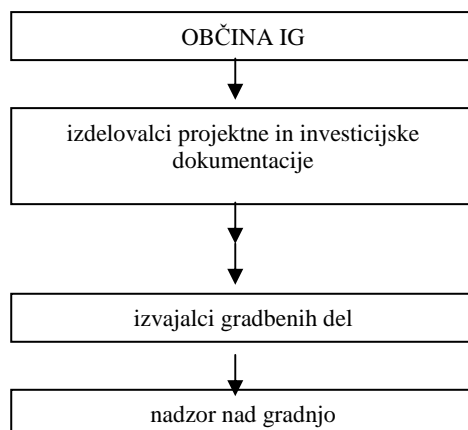 OBČINA IG
izdelovalci projektne in investicijske
dokumentacije
izvajalci gradbenih del
nadzor nad gradnjo